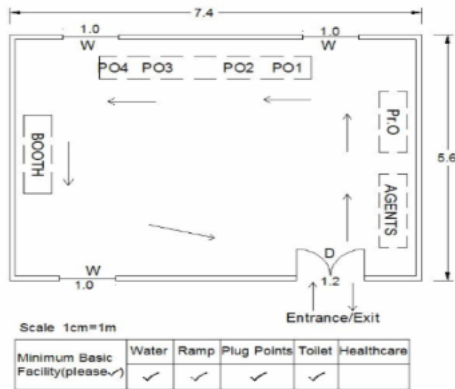 7.4
1.0
W
1.0
W
PO4 PO3 PO2 PO1
BOOTH
Pr.O
AGENTS
5.6
W
1.0
D
1.2
Entrance/Exit
Scale 1cm=1m
Minimum Basic Facility(please✓) Water Ramp Plug Points Toilet Healthcare
✓ ✓ ✓ ✓